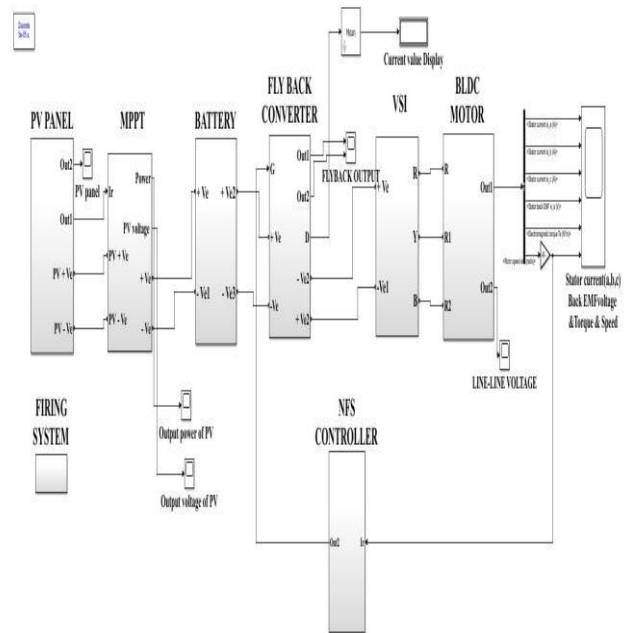 Mean
Current value Display
PV PANEL
MPPT
BATTERY
FLY BACK
CONVERTER
VSI
BLDC
MOTOR
Out2
PV panel
Out1
PV + Ve
PV - Ve
Ir
Power
PV voltage
PV + Ve
+ Ve
PV - Ve
- Ve
+ Ve
+ Ve2
- Ve1
- Ve3
G
Out1
Out2
FLYBACK OUTPUT
+ Ve
D
-Ve
- Ve2
+ Ve2
+ Ve
-Ve1
R
Y
B
R
R1
R2
Out1
Out2
LINE-LINE VOLTAGE
Stator current(a,b,c)
Back EMFvoltage
&Torque & Speed
FIRING
SYSTEM
Output power of PV
Output voltage of PV
NFS
CONTROLLER
Out2
Ir